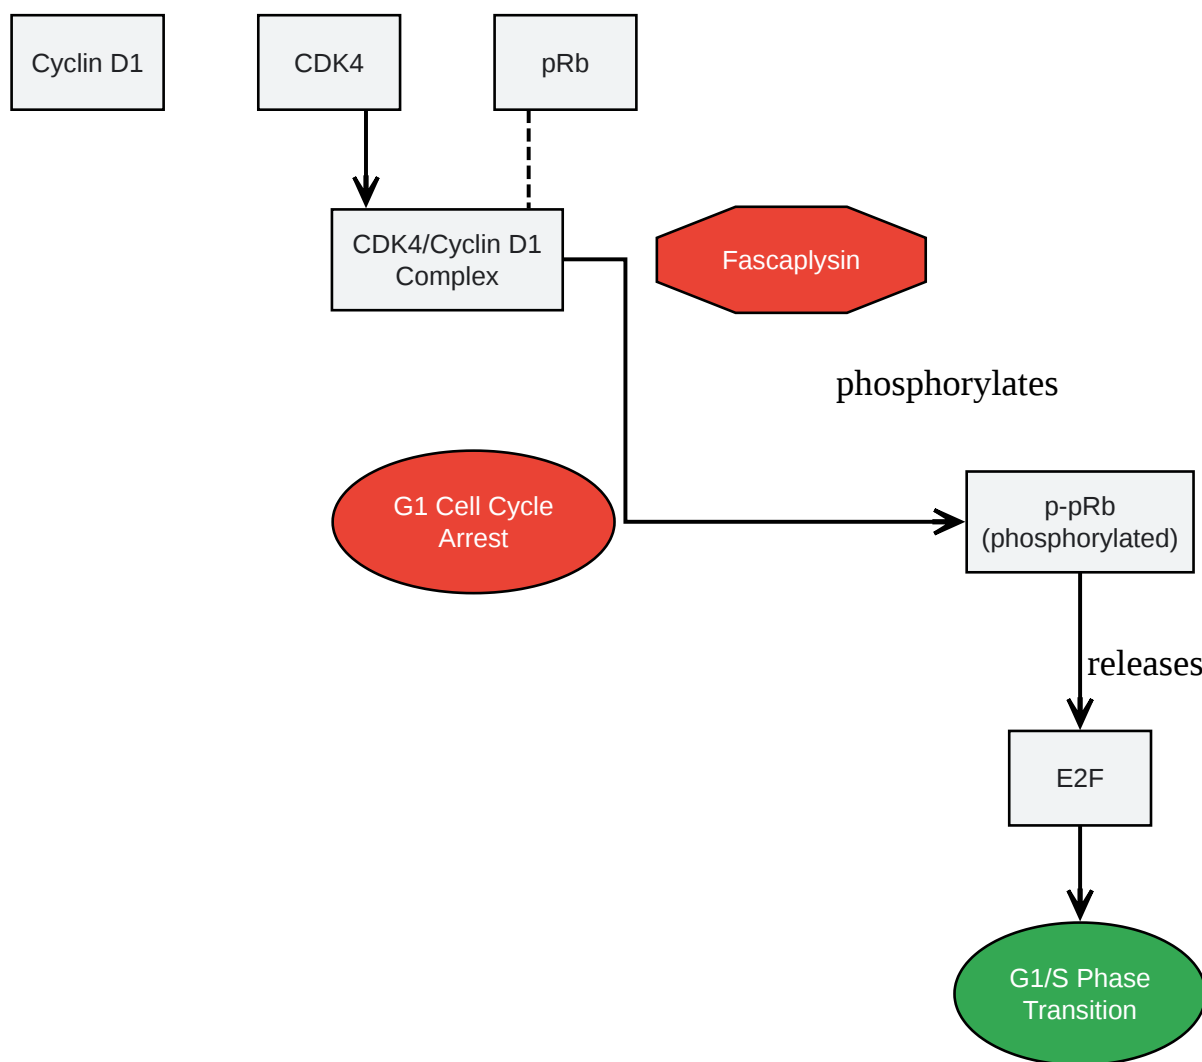 Cyclin D1
CDK4
pRb
CDK4/Cyclin D1
Complex
Fascaplysin
phosphorylates
G1 Cell Cycle
Arrest
p-pRb
(phosphorylated)
releases
E2F
G1/S Phase
Transition